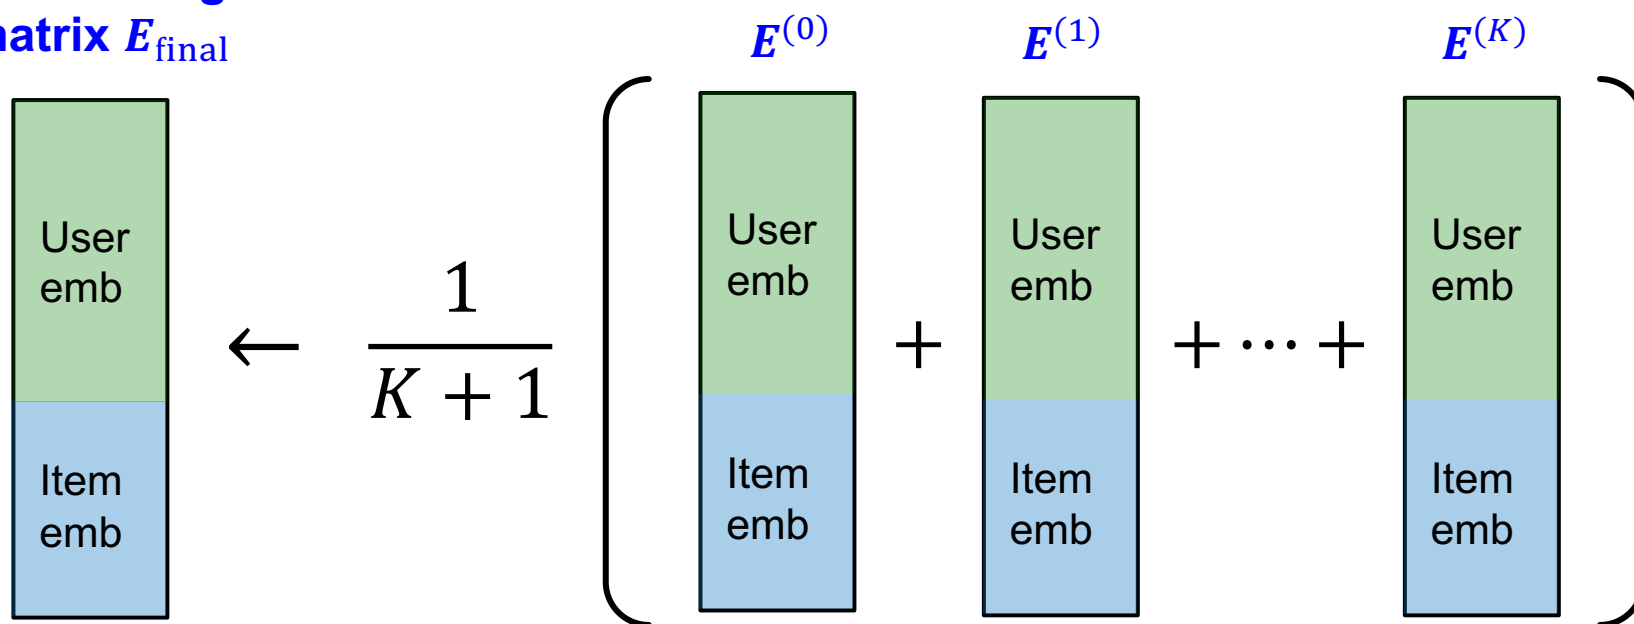 matrix E_final
E^(0) E^(1) E^(K)
User emb
Item emb
← 1/(K + 1) (
User emb
Item emb
+
User emb
Item emb
+ ⋯ +
User emb
Item emb
)